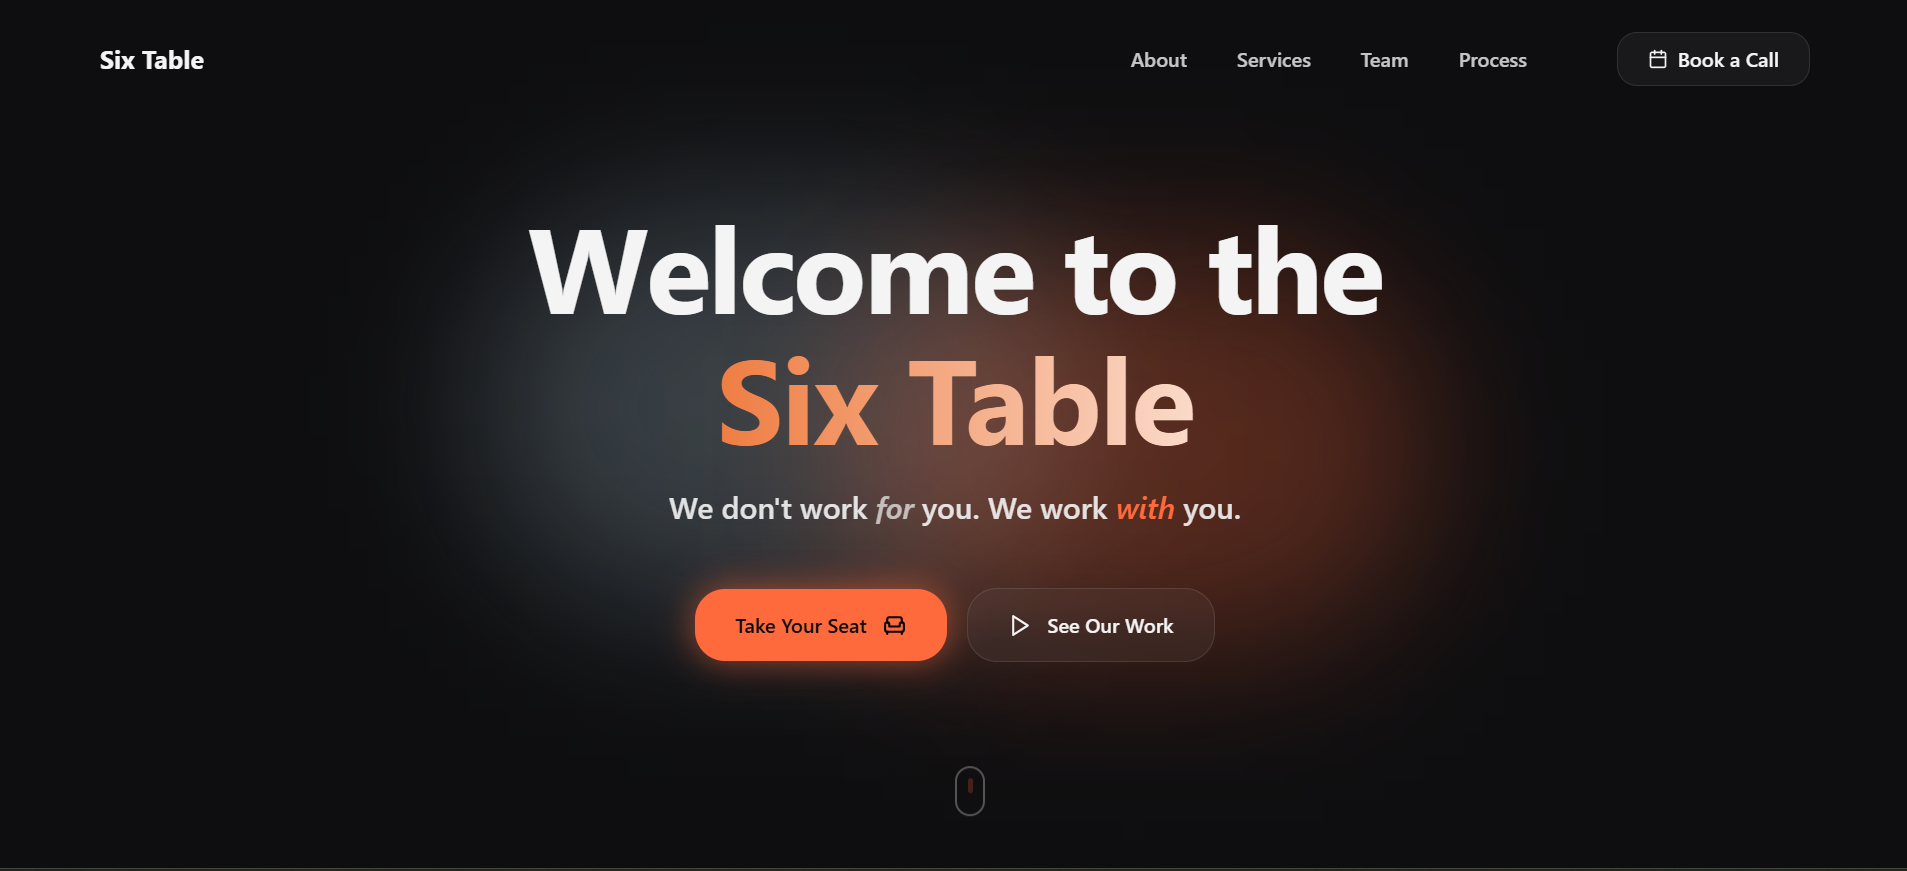 Six Table
About
Services
Team
Process
Book a Call
Welcome to the
Six Table
We don't work for you. We work with you.
Take Your Seat
See Our Work